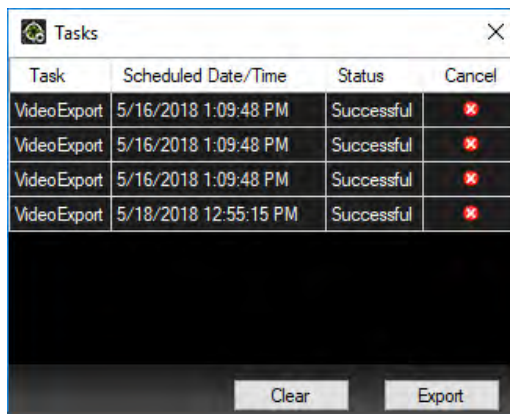 Tasks
Task Scheduled Date/Time Status Cancel
VideoExport 5/16/2018 1:09:48 PM Successful
VideoExport 5/16/2018 1:09:48 PM Successful
VideoExport 5/16/2018 1:09:48 PM Successful
VideoExport 5/18/2018 12:55:15 PM Successful
Clear Export